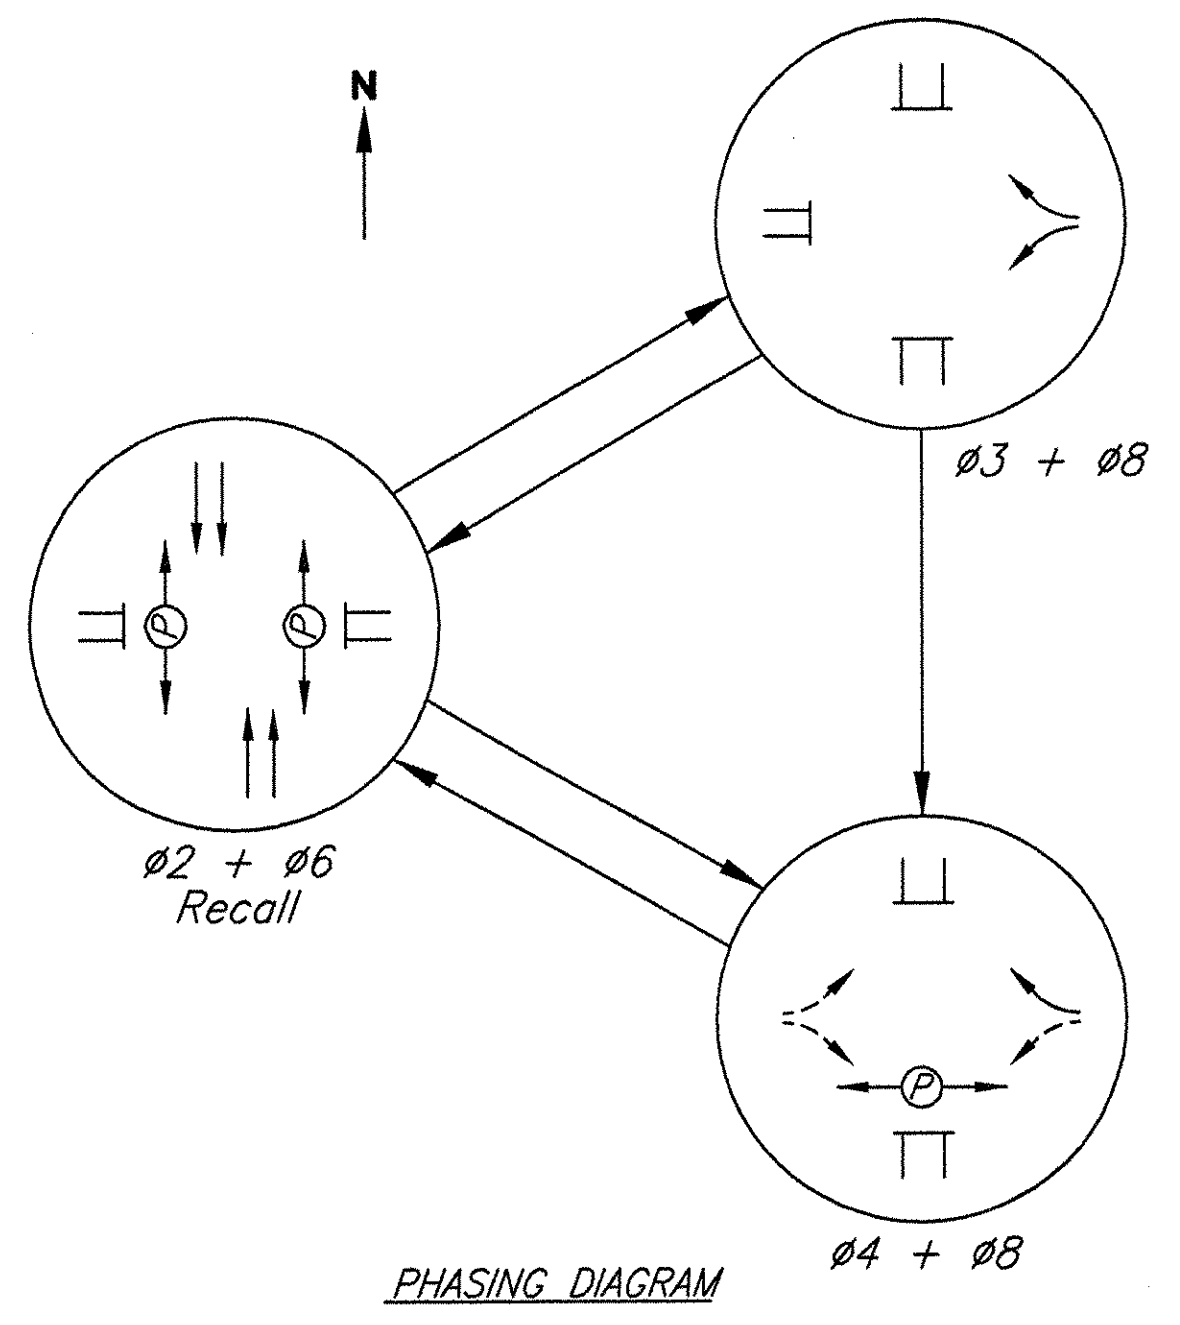 N
ø3 + ø8
P
P
ø2 + ø6
Recall
P
ø4 + ø8
PHASING DIAGRAM